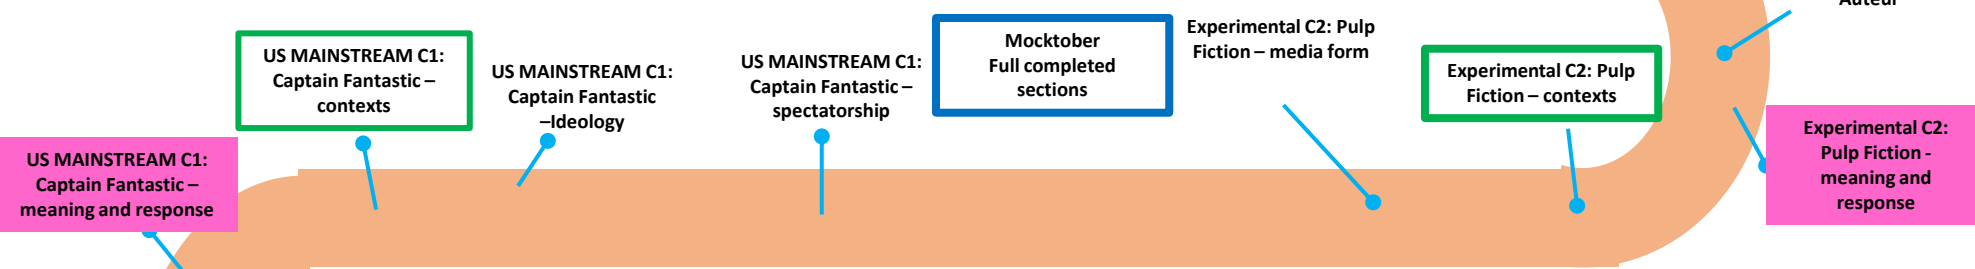 US MAINSTREAM C1:
Captain Fantastic –
meaning and response
US MAINSTREAM C1:
Captain Fantastic –
contexts
US MAINSTREAM C1:
Captain Fantastic
–Ideology
US MAINSTREAM C1:
Captain Fantastic –
spectatorship
Mocktober
Full completed
sections
Experimental C2: Pulp
Fiction – media form
Experimental C2: Pulp
Fiction – contexts
Auteur
Experimental C2:
Pulp Fiction -
meaning and
response